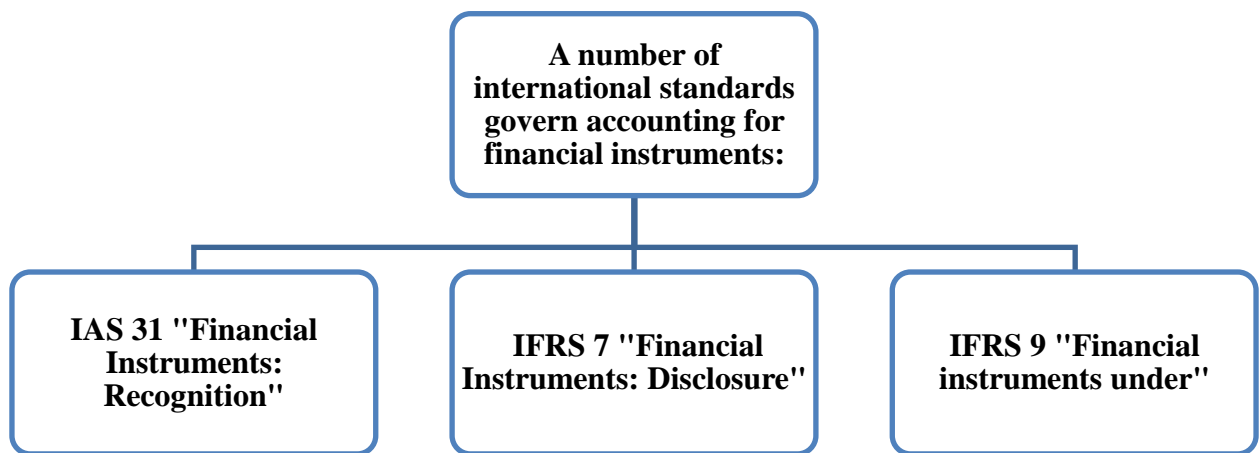 A number of
international standards
govern accounting for
financial instruments:
IAS 31 "Financial
Instruments:
Recognition"
IFRS 7 "Financial
Instruments: Disclosure"
IFRS 9 "Financial
instruments under"